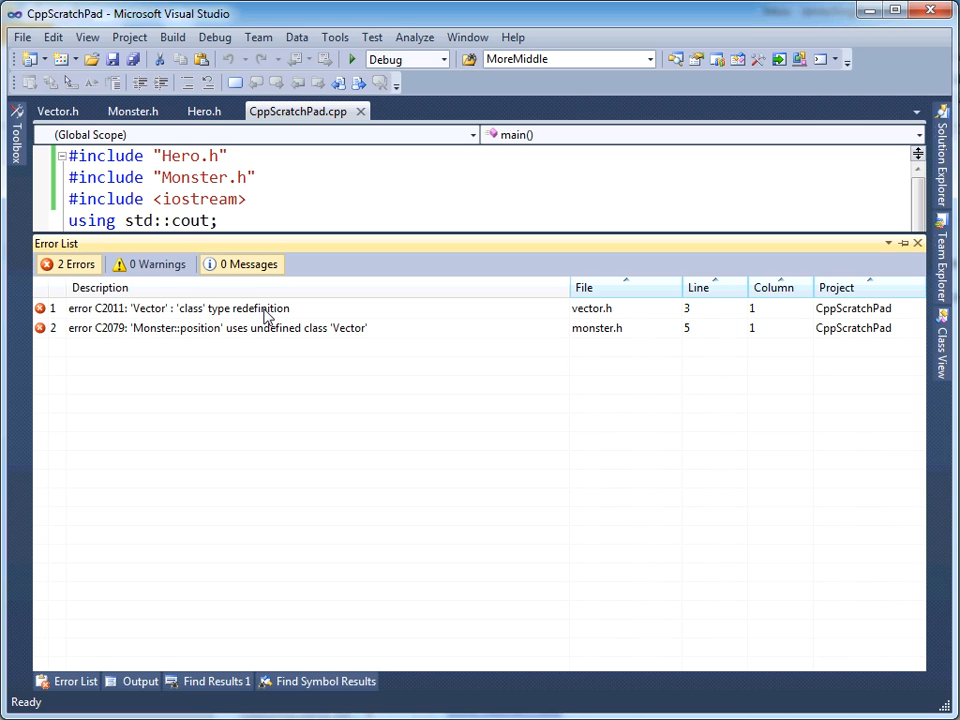 CppScratchPad - Microsoft Visual Studio
File Edit View Project Build Debug Team Data Tools Test Analyze Window Help
Debug MoreMiddle
Vector.h Monster.h Hero.h CppScratchPad.cpp
(Global Scope) main()
#include "Hero.h"
#include "Monster.h"
#include <iostream>
using std::cout;
Error List
2 Errors 0 Warnings 0 Messages
Description File Line Column Project
1 error C2011: 'Vector' : 'class' type redefinition vector.h 3 1 CppScratchPad
2 error C2079: 'Monster::position' uses undefined class 'Vector' monster.h 5 1 CppScratchPad
Error List Output Find Results 1 Find Symbol Results
Ready
Toolbox
Solution Explorer
Team Explorer
Class View